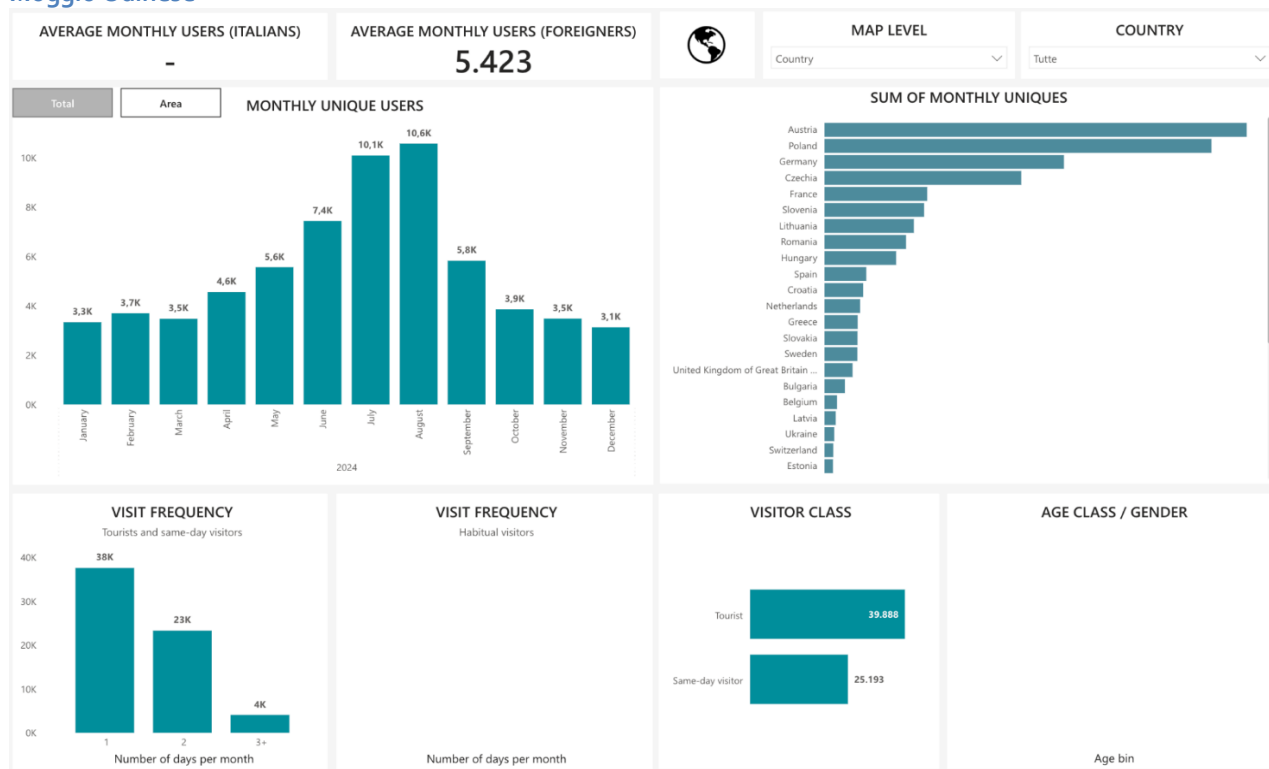 Moggio Udinese
AVERAGE MONTHLY USERS (ITALIANS)
-
AVERAGE MONTHLY USERS (FOREIGNERS)
5.423
MAP LEVEL
Country
COUNTRY
Tutte
Total
Area
MONTHLY UNIQUE USERS
10K
8K
6K
4K
2K
0K
3,3K
3,7K
3,5K
4,6K
5,6K
7,4K
10,1K
10,6K
5,8K
3,9K
3,5K
3,1K
January
February
March
April
May
June
July
August
September
October
November
December
2024
SUM OF MONTHLY UNIQUES
Austria
Poland
Germany
Czechia
France
Slovenia
Lithuania
Romania
Hungary
Spain
Croatia
Netherlands
Greece
Slovakia
Sweden
United Kingdom of Great Britain ...
Bulgaria
Belgium
Latvia
Ukraine
Switzerland
Estonia
VISIT FREQUENCY
Tourists and same-day visitors
40K
30K
20K
10K
0K
38K
23K
4K
1
2
3+
Number of days per month
VISIT FREQUENCY
Habitual visitors
Number of days per month
VISITOR CLASS
Tourist
39.888
Same-day visitor
25.193
AGE CLASS / GENDER
Age bin